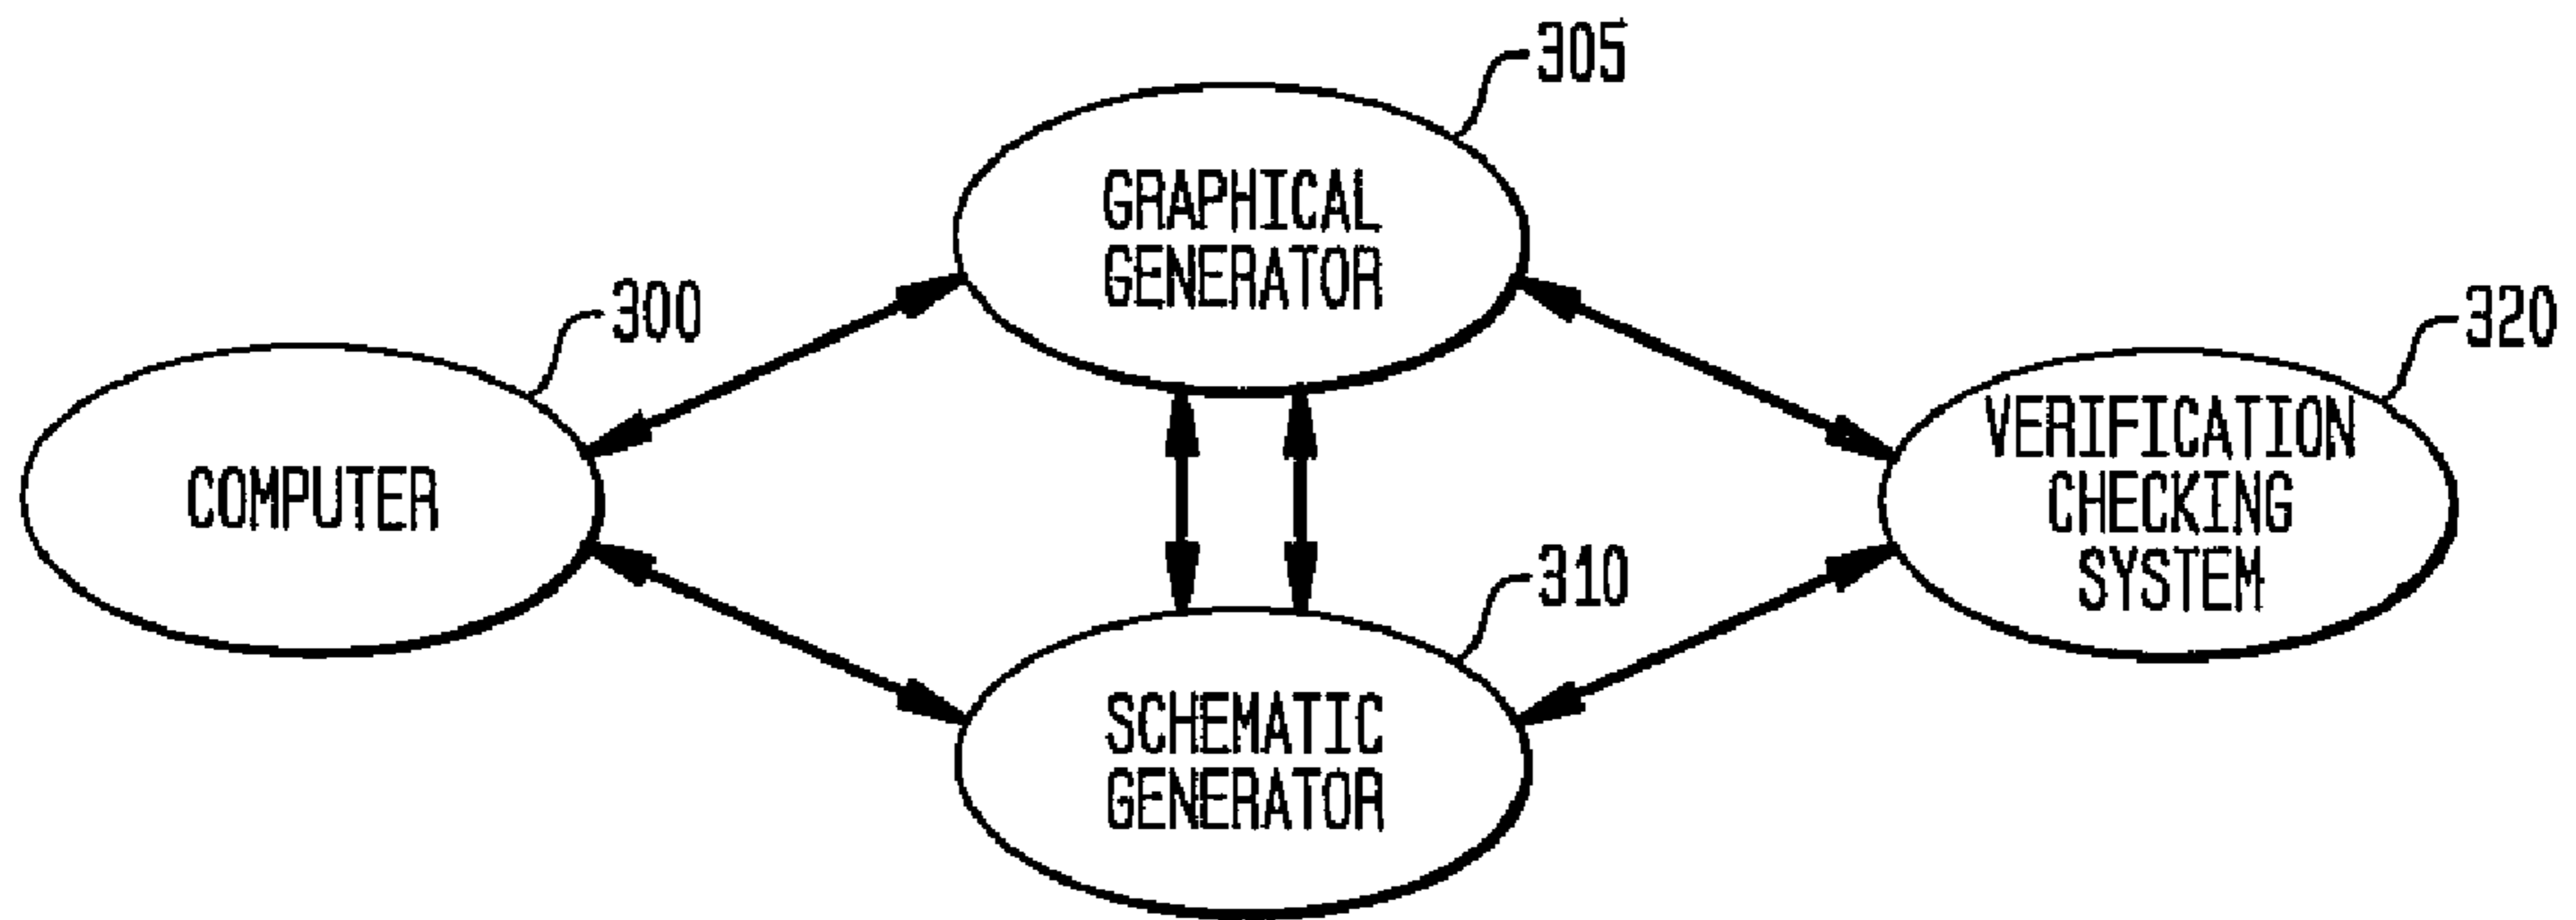 305
GRAPHICAL
GENERATOR
300
COMPUTER
320
VERIFICATION
CHECKING
SYSTEM
310
SCHEMATIC
GENERATOR